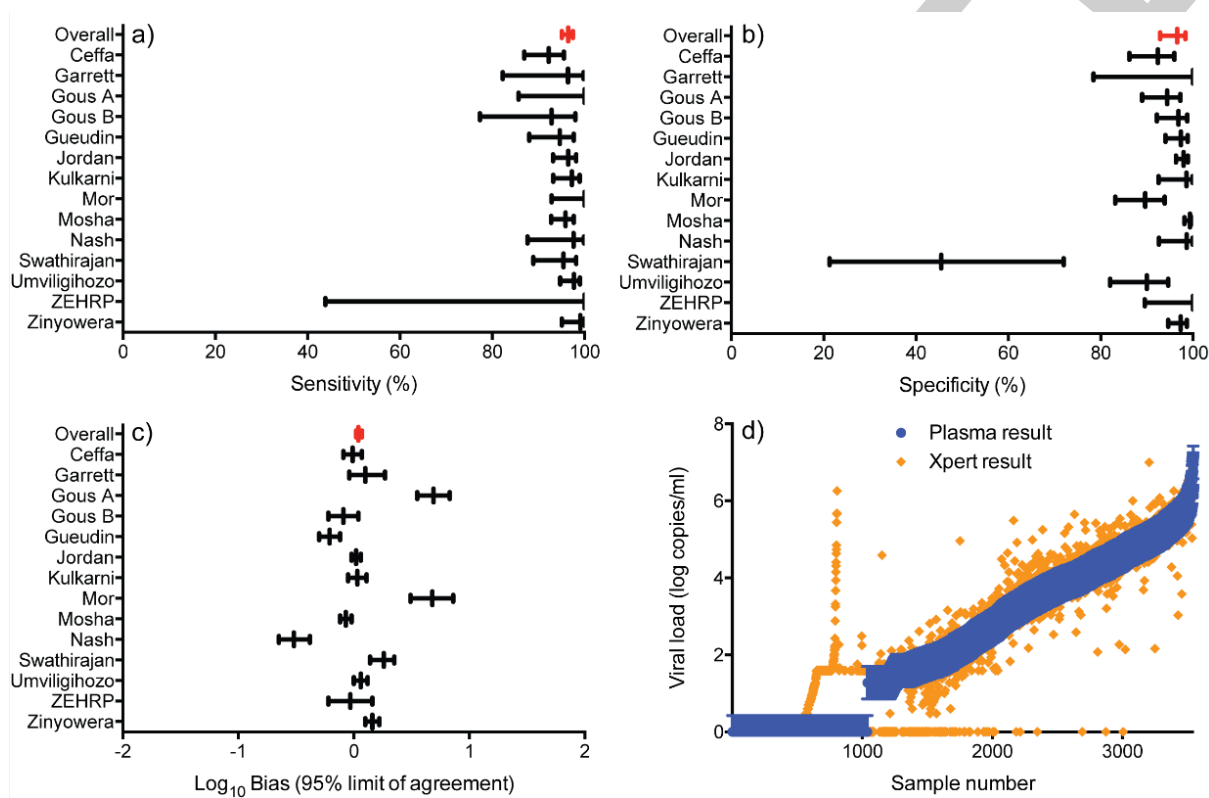 a)
Overall
Ceffa
Garrett
Gous A
Gous B
Gueudin
Jordan
Kulkarni
Mor
Mosha
Nash
Swathirajan
Umviligihozo
ZEHRP
Zinyowera
0 20 40 60 80 100
Sensitivity (%)
b)
Overall
Ceffa
Garrett
Gous A
Gous B
Gueudin
Jordan
Kulkarni
Mor
Mosha
Nash
Swathirajan
Umviligihozo
ZEHRP
Zinyowera
0 20 40 60 80 100
Specificity (%)
c)
Overall
Ceffa
Garrett
Gous A
Gous B
Gueudin
Jordan
Kulkarni
Mor
Mosha
Nash
Swathirajan
Umviligihozo
ZEHRP
Zinyowera
-2 -1 0 1 2
Log10 Bias (95% limit of agreement)
d)
Plasma result
Xpert result
Viral load (log copies/ml)
8
6
4
2
0
1000 2000 3000
Sample number